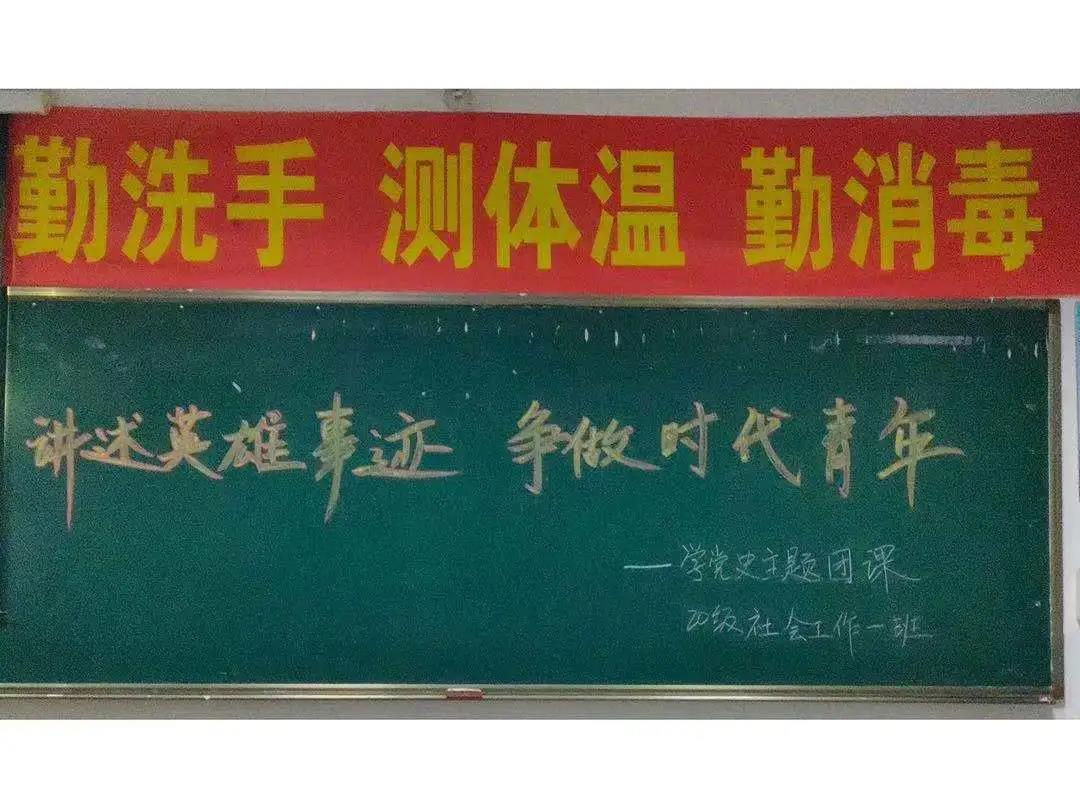 勤洗手 测体温 勤消毒
讲述英雄事迹 争做时代青年
——学党史主题团课
20级社会工作一班